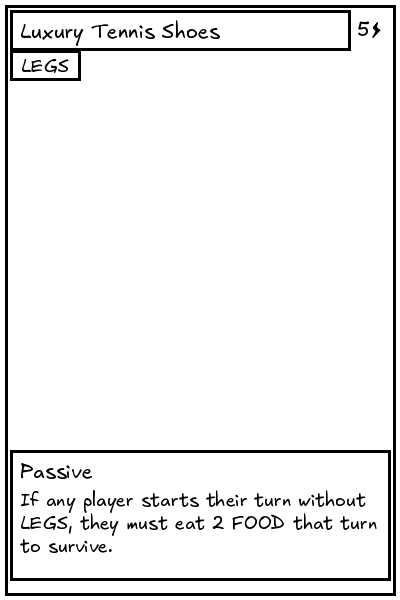 Luxury Tennis Shoes
5
LEGS
Passive
If any player starts their turn without
LEGS, they must eat 2 FOOD that turn
to survive.